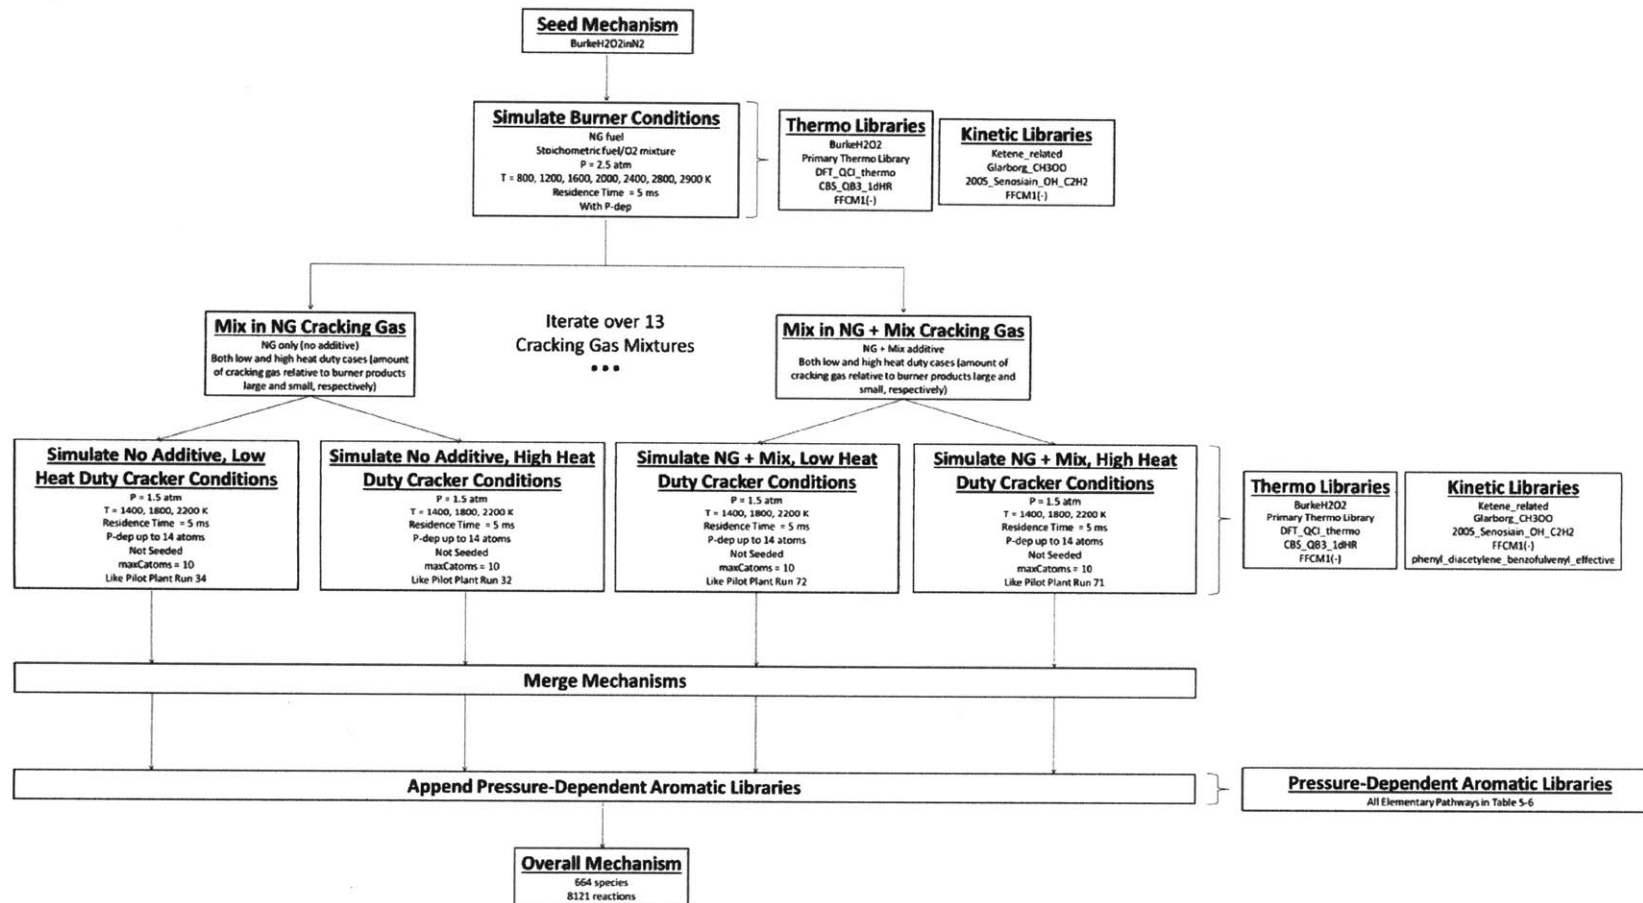 Seed Mechanism
BurkeH2O2inN2
Simulate Burner Conditions
NG fuel
Stoichometric fuel/O2 mixture
P = 2.5 atm
T = 800, 1200, 1600, 2000, 2400, 2800, 2900 K
Residence Time = 5 ms
With P-dep
Thermo Libraries
BurkeH2O2
Primary Thermo Library
DFT_QCI_thermo
CBS_QB3_1dHR
FFCM1(-)
Kinetic Libraries
Ketene_related
Glarborg_CH3OO
2005_Senosiain_OH_C2H2
FFCM1(-)
Mix in NG Cracking Gas
NG only (no additive)
Both low and high heat duty cases (amount
of cracking gas relative to burner products
large and small, respectively)
Iterate over 13
Cracking Gas Mixtures
•••
Mix in NG + Mix Cracking Gas
NG + Mix additive
Both low and high heat duty cases (amount of
cracking gas relative to burner products large and
small, respectively)
Simulate No Additive, Low
Heat Duty Cracker Conditions
P = 1.5 atm
T = 1400, 1800, 2200 K
Residence Time = 5 ms
P-dep up to 14 atoms
Not Seeded
maxCatoms = 10
Like Pilot Plant Run 34
Simulate No Additive, High Heat
Duty Cracker Conditions
P = 1.5 atm
T = 1400, 1800, 2200 K
Residence Time = 5 ms
P-dep up to 14 atoms
Not Seeded
maxCatoms = 10
Like Pilot Plant Run 32
Simulate NG + Mix, Low Heat
Duty Cracker Conditions
P = 1.5 atm
T = 1400, 1800, 2200 K
Residence Time = 5 ms
P-dep up to 14 atoms
Not Seeded
maxCatoms = 10
Like Pilot Plant Run 72
Simulate NG + Mix, High Heat
Duty Cracker Conditions
P = 1.5 atm
T = 1400, 1800, 2200 K
Residence Time = 5 ms
P-dep up to 14 atoms
Not Seeded
maxCatoms = 10
Like Pilot Plant Run 71
Thermo Libraries
BurkeH2O2
Primary Thermo Library
DFT_QCI_thermo
CBS_QB3_1dHR
FFCM1(-)
Kinetic Libraries
Ketene_related
Glarborg_CH3OO
2005_Senosiain_OH_C2H2
FFCM1(-)
phenyl_diacetylene_benzofulvenyl_effective
Merge Mechanisms
Append Pressure-Dependent Aromatic Libraries
Pressure-Dependent Aromatic Libraries
All Elementary Pathways in Table 5-6
Overall Mechanism
664 species
8121 reactions